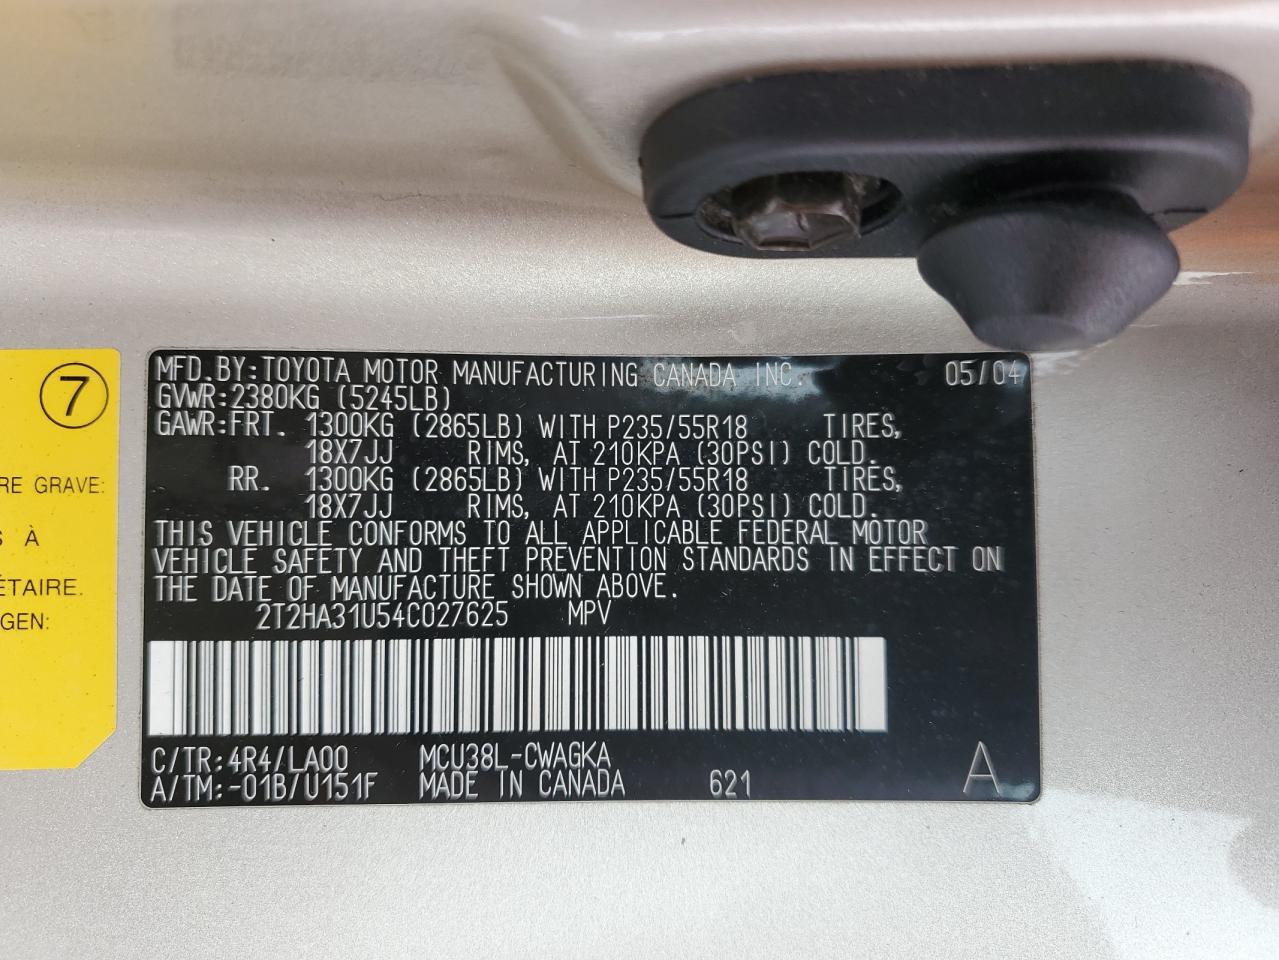 MFD.BY:TOYOTA MOTOR MANUFACTURING CANADA INC. 05/04
GVWR:2380KG (5245LB)
GAWR:FRT. 1300KG (2865LB) WITH P235/55R18 TIRES,
18X7JJ RIMS, AT 210KPA (30PSI) COLD.
RR. 1300KG (2865LB) WITH P235/55R18 TIRES,
18X7JJ RIMS, AT 210KPA (30PSI) COLD.
THIS VEHICLE CONFORMS TO ALL APPLICABLE FEDERAL MOTOR
VEHICLE SAFETY AND THEFT PREVENTION STANDARDS IN EFFECT ON
THE DATE OF MANUFACTURE SHOWN ABOVE.
2T2HA31U54C027625 MPV
C/TR:4R4/LA00 MCU38L-CWAGKA
A/TM:-01B/U151F MADE IN CANADA 621 A
7
RE GRAVE:
S À
ÉTAIRE.
GEN: